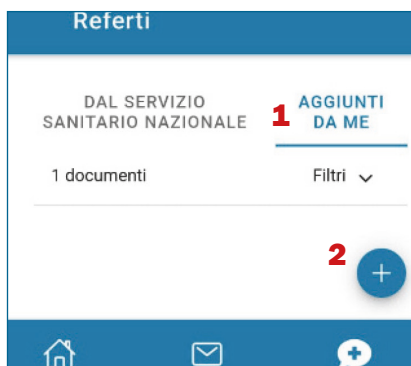 Referti
DAL SERVIZIO
SANITARIO NAZIONALE
1
AGGIUNTI
DA ME
1 documenti
Filtri
2
+